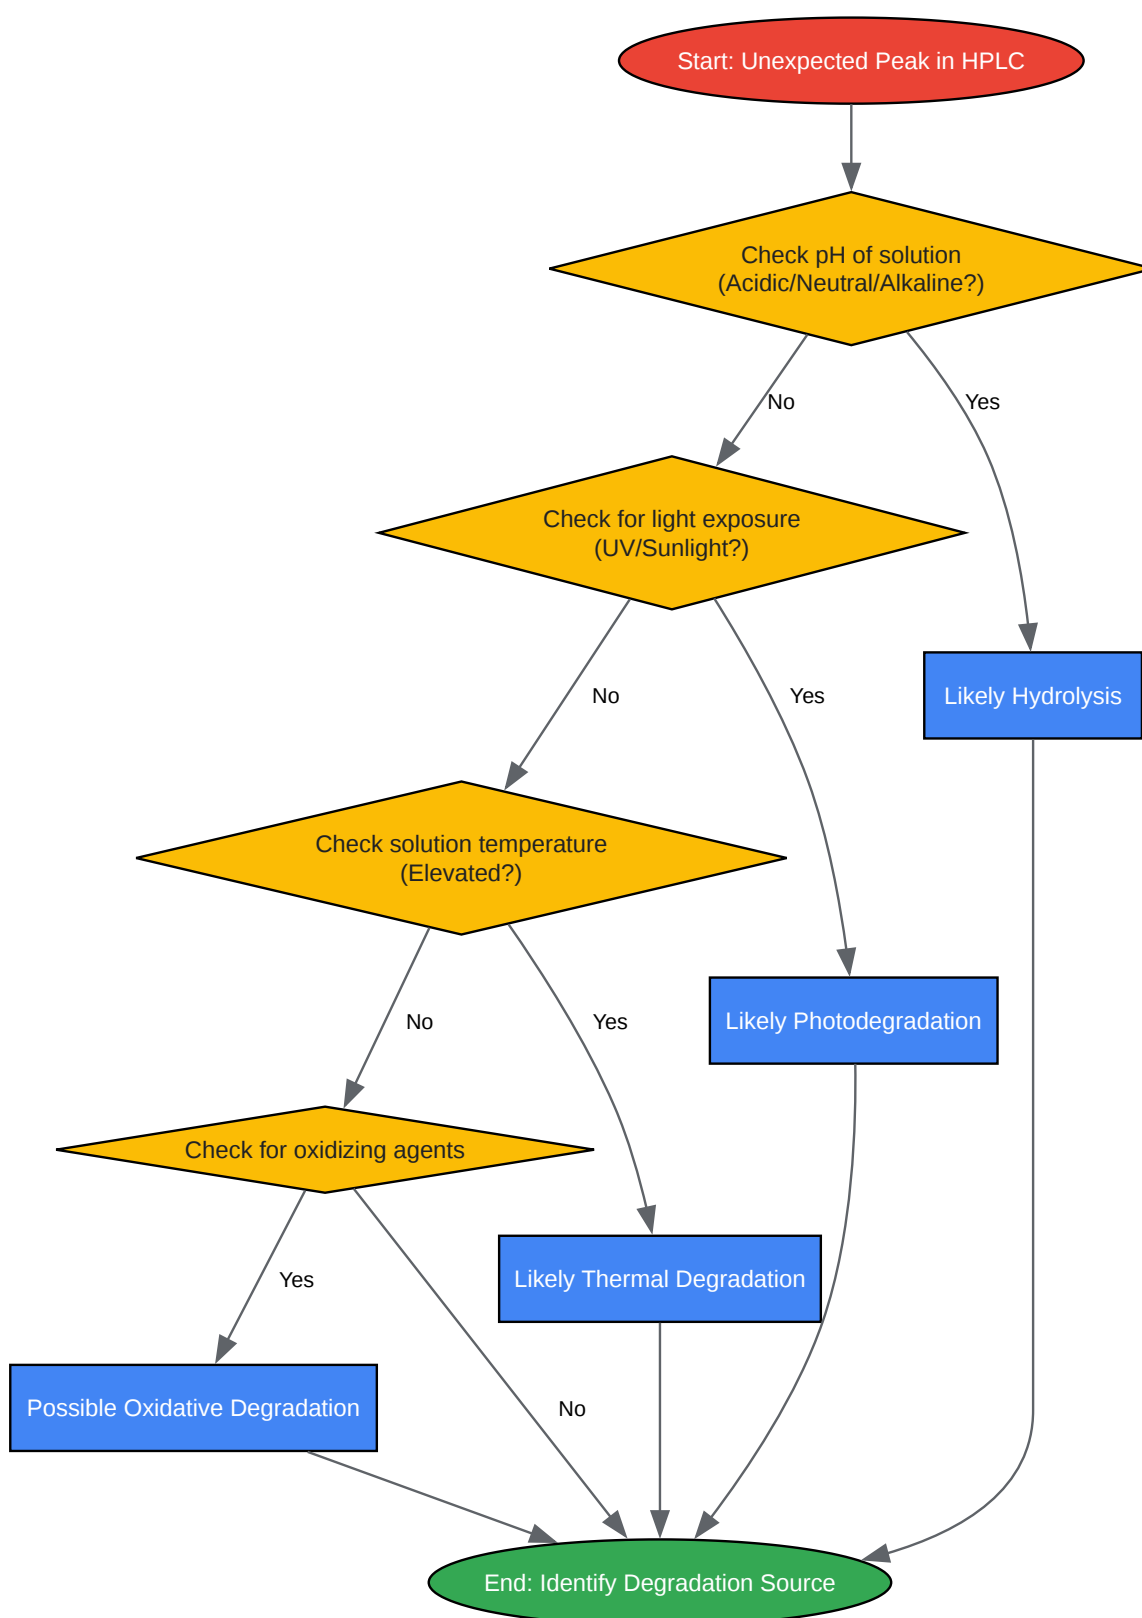 Start: Unexpected Peak in HPLC
Check pH of solution
(Acidic/Neutral/Alkaline?)
No
Yes
Check for light exposure
(UV/Sunlight?)
No
Yes
Likely Hydrolysis
Check solution temperature
(Elevated?)
No
Yes
Likely Photodegradation
Check for oxidizing agents
Yes
Likely Thermal Degradation
Possible Oxidative Degradation
No
End: Identify Degradation Source